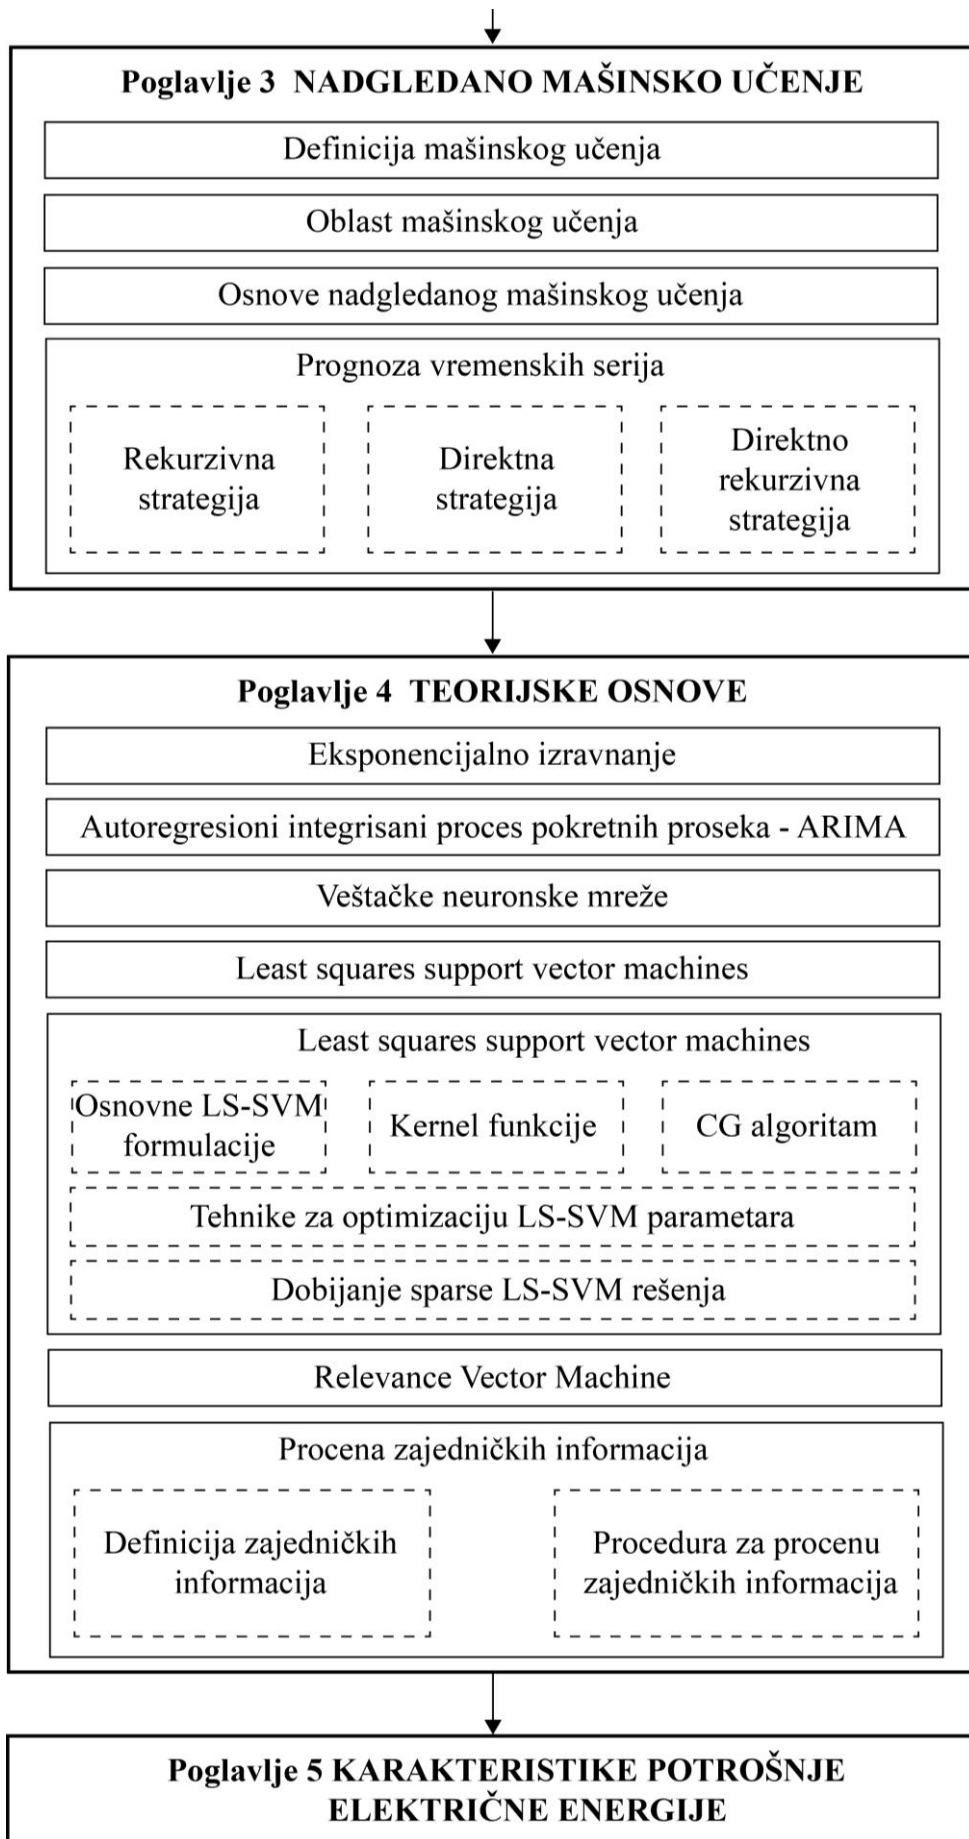 Poglavlje 3 NADGLEDANO MAŠINSKO UČENJE
Definicija mašinskog učenja
Oblast mašinskog učenja
Osnove nadgledanog mašinskog učenja
Prognoza vremenskih serija
Rekurzivna
strategija
Direktna
strategija
Direktno
rekurzivna
strategija
Poglavlje 4 TEORIJSKE OSNOVE
Eksponencijalno izravnanje
Autoregresioni integrisani proces pokretnih proseka - ARIMA
Veštačke neuronske mreže
Least squares support vector machines
Least squares support vector machines
Osnovne LS-SVM
formulacije
Kernel funkcije
CG algoritam
Tehnike za optimizaciju LS-SVM parametara
Dobijanje sparse LS-SVM rešenja
Relevance Vector Machine
Procena zajedničkih informacija
Definicija zajedničkih
informacija
Procedura za procenu
zajedničkih informacija
Poglavlje 5 KARAKTERISTIKE POTROŠNJE
ELEKTRIČNE ENERGIJE